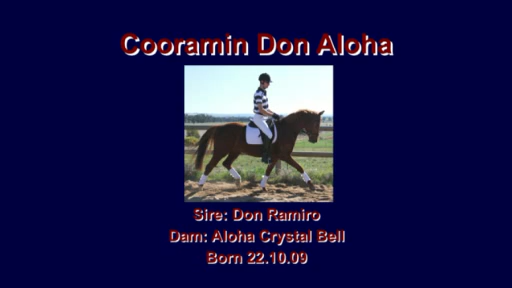 Cooramin Don Aloha
Sire: Don Ramiro
Dam: Aloha Crystal Bell
Born 22.10.09